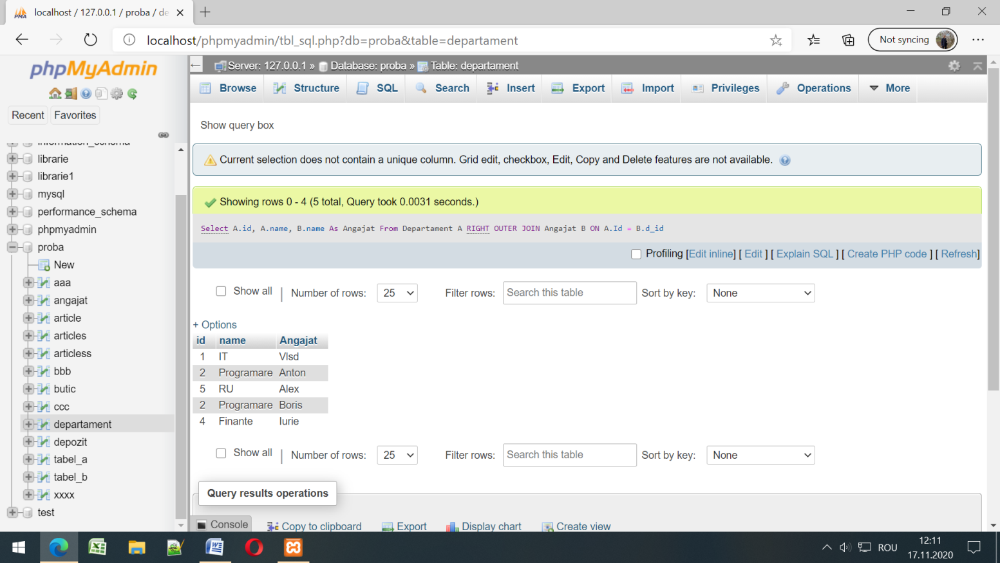 localhost / 127.0.0.1 / proba / de
localhost/phpmyadmin/tbl_sql.php?db=proba&table=departament
Not syncing
phpMyAdmin
Recent
Favorites
information_schema
librarie
librarie1
mysql
performance_schema
phpmyadmin
proba
New
aaa
angajat
article
articles
articless
bbb
butic
ccc
departament
depozit
tabel_a
tabel_b
xxxx
test
Server: 127.0.0.1 » Database: proba » Table: departament
Browse Structure SQL Search Insert Export Import Privileges Operations More
Show query box
Current selection does not contain a unique column. Grid edit, checkbox, Edit, Copy and Delete features are not available.
Showing rows 0 - 4 (5 total, Query took 0.0031 seconds.)
Select A.id, A.name, B.name As Angajat From Departament A RIGHT OUTER JOIN Angajat B ON A.Id = B.d_id
Profiling [Edit inline] [ Edit ] [ Explain SQL ] [ Create PHP code ] [ Refresh]
Show all | Number of rows: 25 Filter rows: Search this table Sort by key: None
+ Options
id name Angajat
1 IT Vlsd
2 Programare Anton
5 RU Alex
2 Programare Boris
4 Finante Iurie
Show all | Number of rows: 25 Filter rows: Search this table Sort by key: None
Query results operations
Console
Copy to clipboard Export Display chart Create view
ROU
12:11
17.11.2020